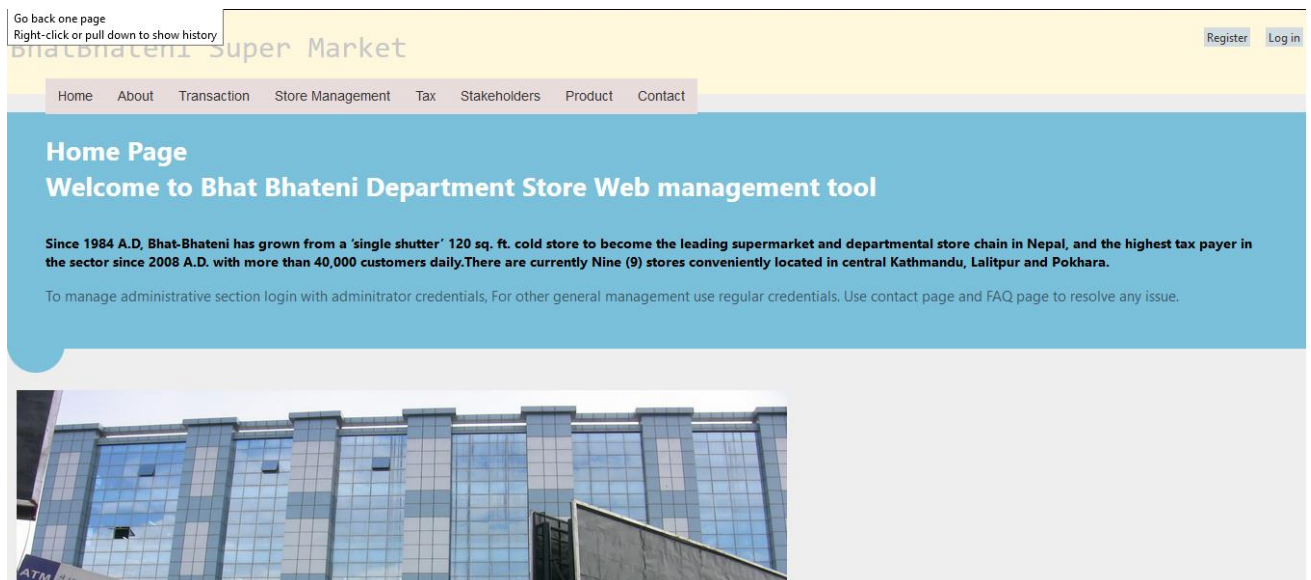 Go back one page
Right-click or pull down to show history
BhatBhateni Super Market
Register Log in
Home About Transaction Store Management Tax Stakeholders Product Contact
Home Page
Welcome to Bhat Bhateni Department Store Web management tool
Since 1984 A.D, Bhat-Bhateni has grown from a ‘single shutter’ 120 sq. ft. cold store to become the leading supermarket and departmental store chain in Nepal, and the highest tax payer in
the sector since 2008 A.D. with more than 40,000 customers daily.There are currently Nine (9) stores conveniently located in central Kathmandu, Lalitpur and Pokhara.
To manage administrative section login with adminitrator credentials, For other general management use regular credentials. Use contact page and FAQ page to resolve any issue.
ATM